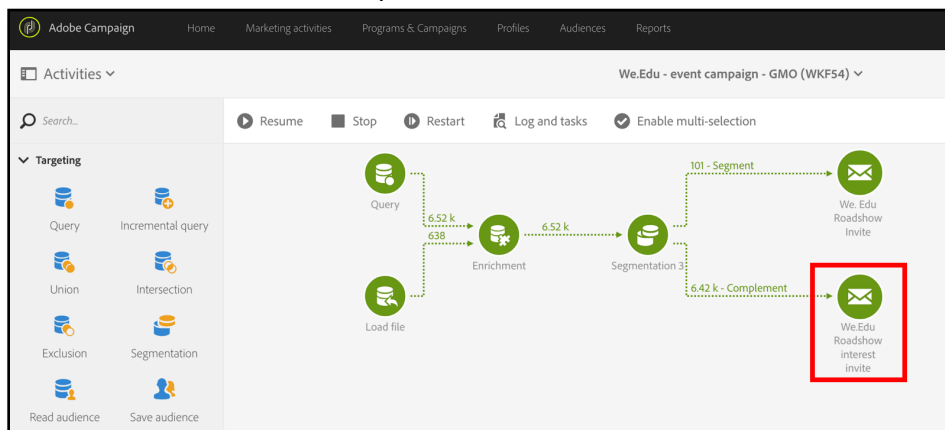 Adobe Campaign Home Marketing activities Programs & Campaigns Profiles Audiences Reports
Activities We.Edu - event campaign - GMO (WKF54)
Search... Resume Stop Restart Log and tasks Enable multi-selection
Targeting
Query Incremental query
Union Intersection
Exclusion Segmentation
Read audience Save audience
Query
6.52 k
638
Load file
Enrichment
6.52 k
Segmentation 3
101 - Segment
We. Edu
Roadshow
Invite
6.42 k - Complement
We.Edu
Roadshow
interest
invite